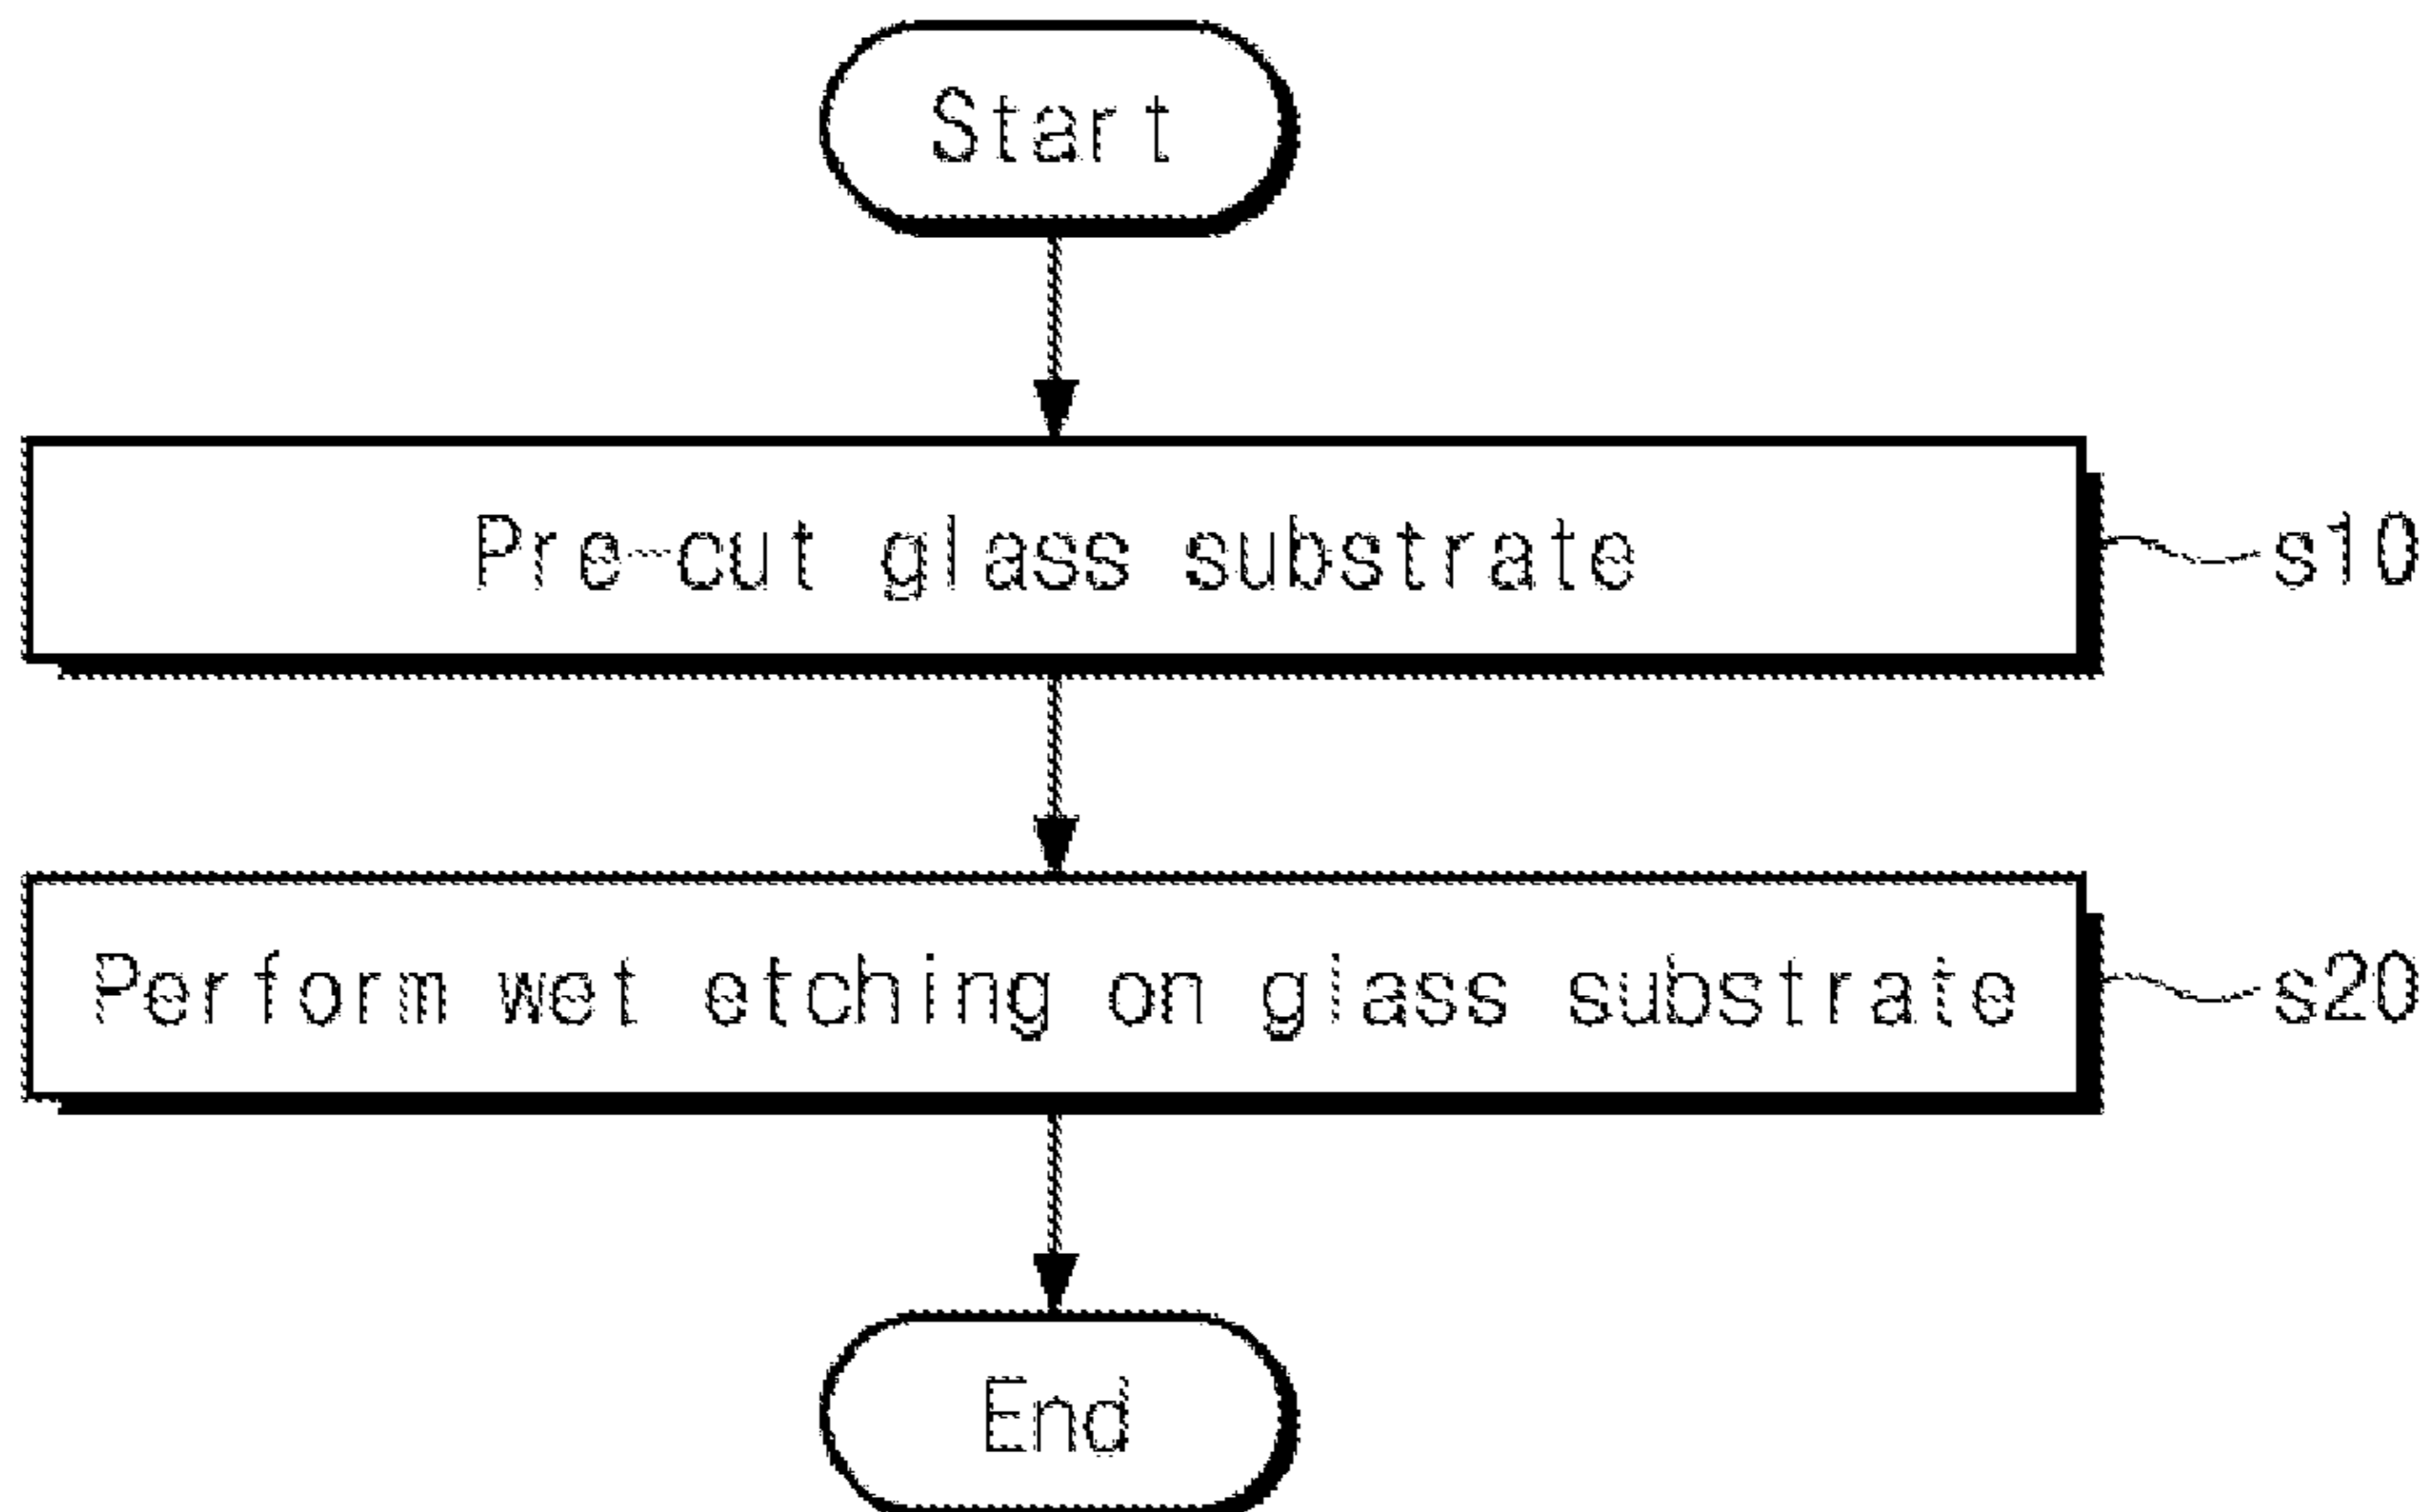 Start
Pre-cut glass substrate
s10
Perform wet etching on glass substrate
s20
End